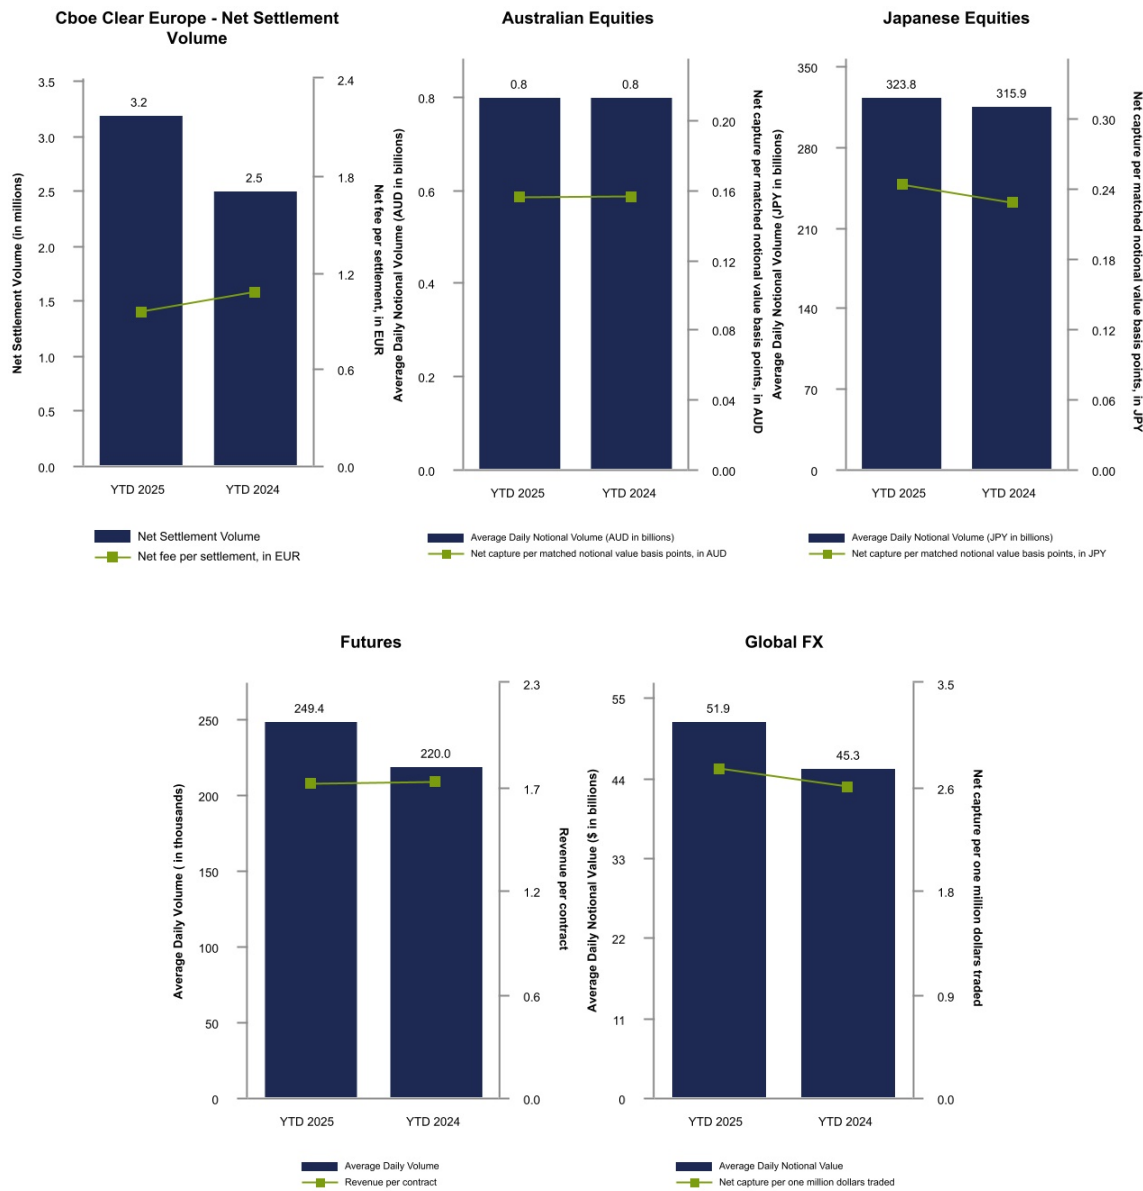 Cboe Clear Europe - Net Settlement
Volume
Net Settlement Volume (in millions)
3.5
3.0
2.5
2.0
1.5
1.0
0.5
0.0
3.2
2.5
2.4
1.8
1.2
0.6
0.0
Net fee per settlement, in EUR
YTD 2025
YTD 2024
Net Settlement Volume
Net fee per settlement, in EUR
Australian Equities
Average Daily Notional Volume (AUD in billions)
0.8
0.6
0.4
0.2
0.0
0.8
0.8
0.20
0.16
0.12
0.08
0.04
0.00
Net capture per matched notional value basis points, in AUD
YTD 2025
YTD 2024
Average Daily Notional Volume (AUD in billions)
Net capture per matched notional value basis points, in AUD
Japanese Equities
Average Daily Notional Volume (JPY in billions)
350
280
210
140
70
0
323.8
315.9
0.30
0.24
0.18
0.12
0.06
0.00
Net capture per matched notional value basis points, in JPY
YTD 2025
YTD 2024
Average Daily Notional Volume (JPY in billions)
Net capture per matched notional value basis points, in JPY
Futures
Average Daily Volume ( in thousands)
250
200
150
100
50
0
249.4
220.0
2.3
1.7
1.2
0.6
0.0
Revenue per contract
YTD 2025
YTD 2024
Average Daily Volume
Revenue per contract
Global FX
Average Daily Notional Value ($ in billions)
55
44
33
22
11
0
51.9
45.3
3.5
2.6
1.8
0.9
0.0
Net capture per one million dollars traded
YTD 2025
YTD 2024
Average Daily Notional Value
Net capture per one million dollars traded